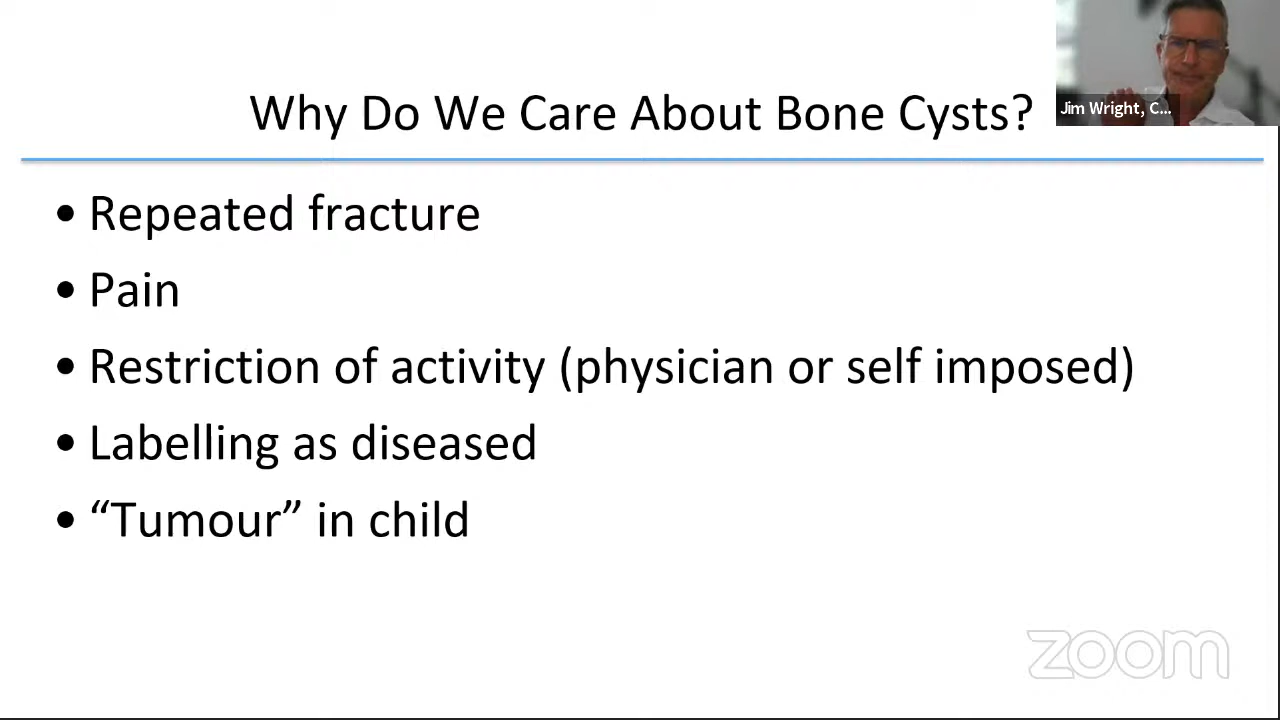 Why Do We Care About Bone Cysts?
Jim Wright, C...
• Repeated fracture
• Pain
• Restriction of activity (physician or self imposed)
• Labelling as diseased
• “Tumour” in child
zoom